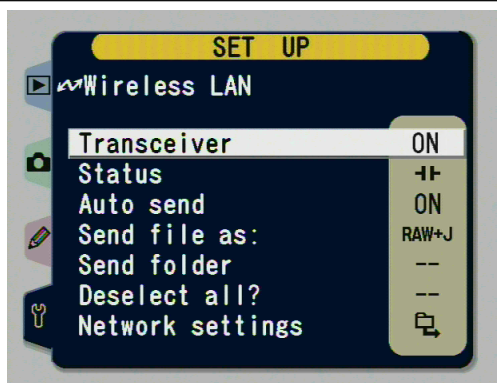 SET UP
Wireless LAN
Transceiver ON
Status
Auto send ON
Send file as: RAW+J
Send folder --
Deselect all? --
Network settings